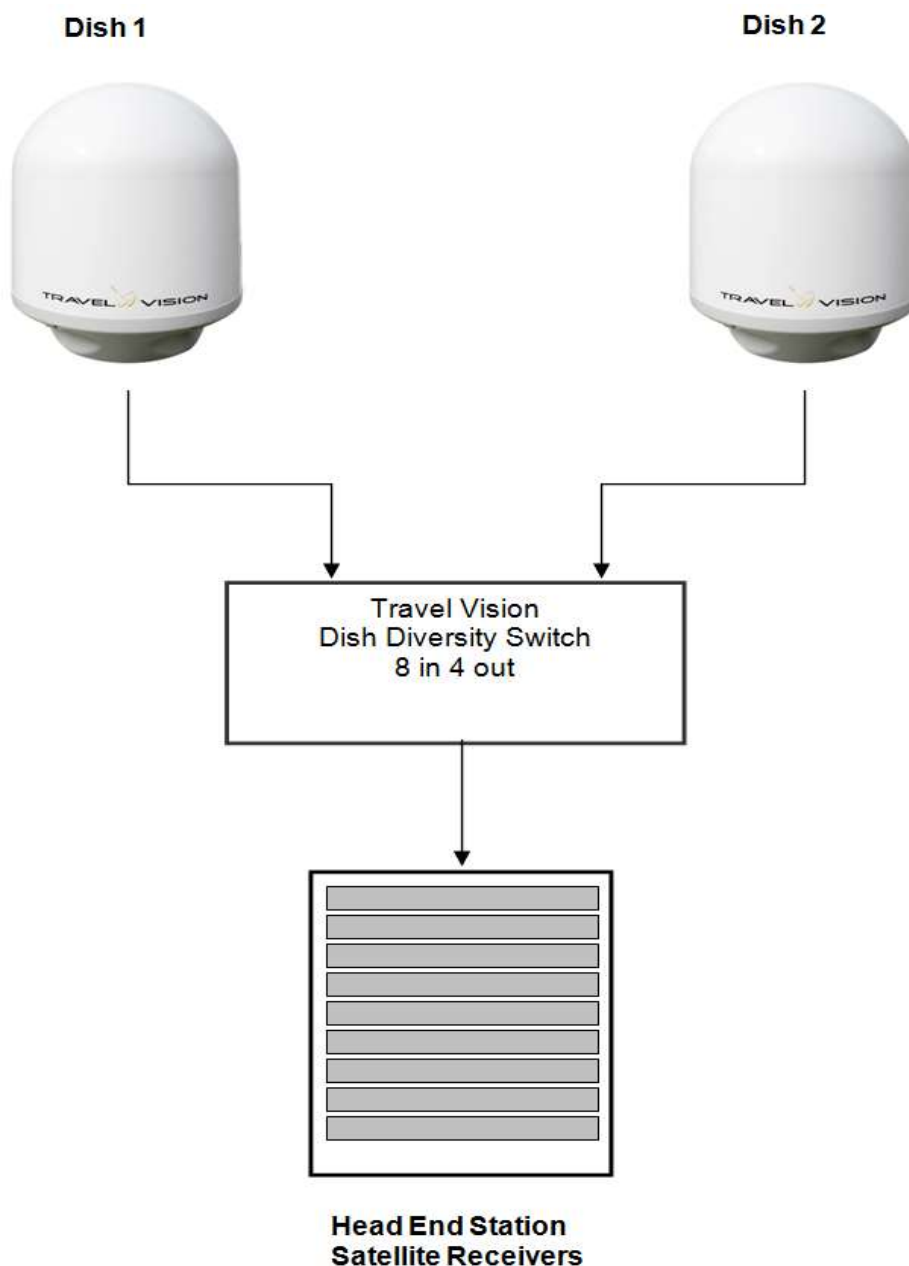 Dish 1
Dish 2
TRAVEL VISION
TRAVEL VISION
Travel Vision
Dish Diversity Switch
8 in 4 out
Head End Station
Satellite Receivers